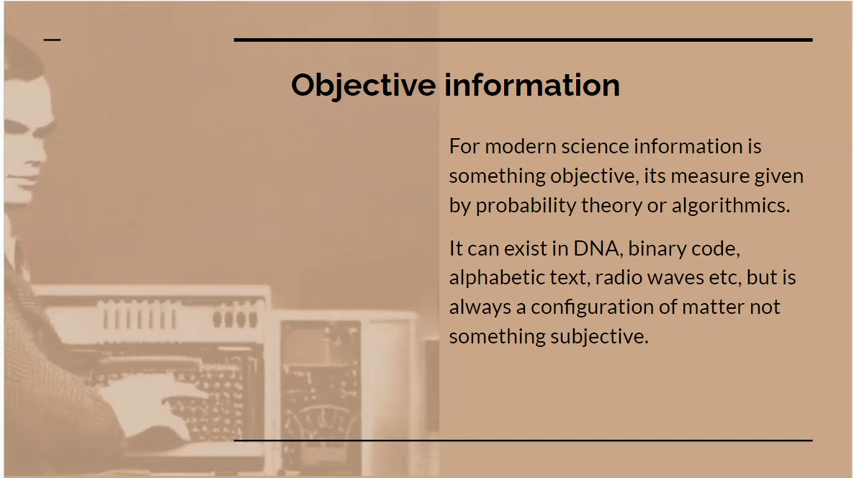 Objective information
For modern science information is
something objective, its measure given
by probability theory or algorithmics.
It can exist in DNA, binary code,
alphabetic text, radio waves etc, but is
always a configuration of matter not
something subjective.